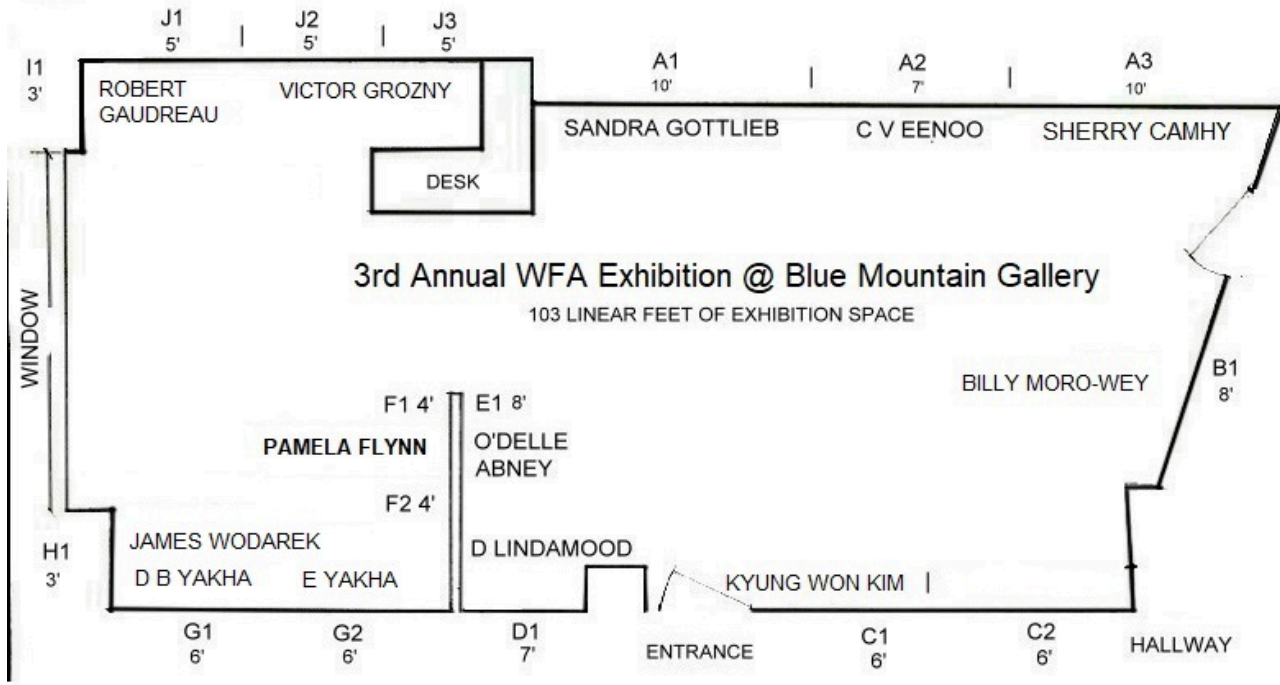 J1 J2 J3
5' | 5' | 5'
A1 A2 A3
10' | 7' | 10'
I1
3'
ROBERT
GAUDREAU
VICTOR GROZNY
SANDRA GOTTLIEB
C V EENOO
SHERRY CAMHY
DESK
3rd Annual WFA Exhibition @ Blue Mountain Gallery
103 LINEAR FEET OF EXHIBITION SPACE
WINDOW
B1
8'
BILLY MORO-WEY
F1 4'
E1 8'
PAMELA FLYNN
O'DELLE
ABNEY
F2 4'
H1
3'
JAMES WODAREK
D LINDAMOOD
D B YAKHA
E YAKHA
KYUNG WON KIM |
G1
6'
G2
6'
D1
7'
ENTRANCE
C1
6'
C2
6'
HALLWAY